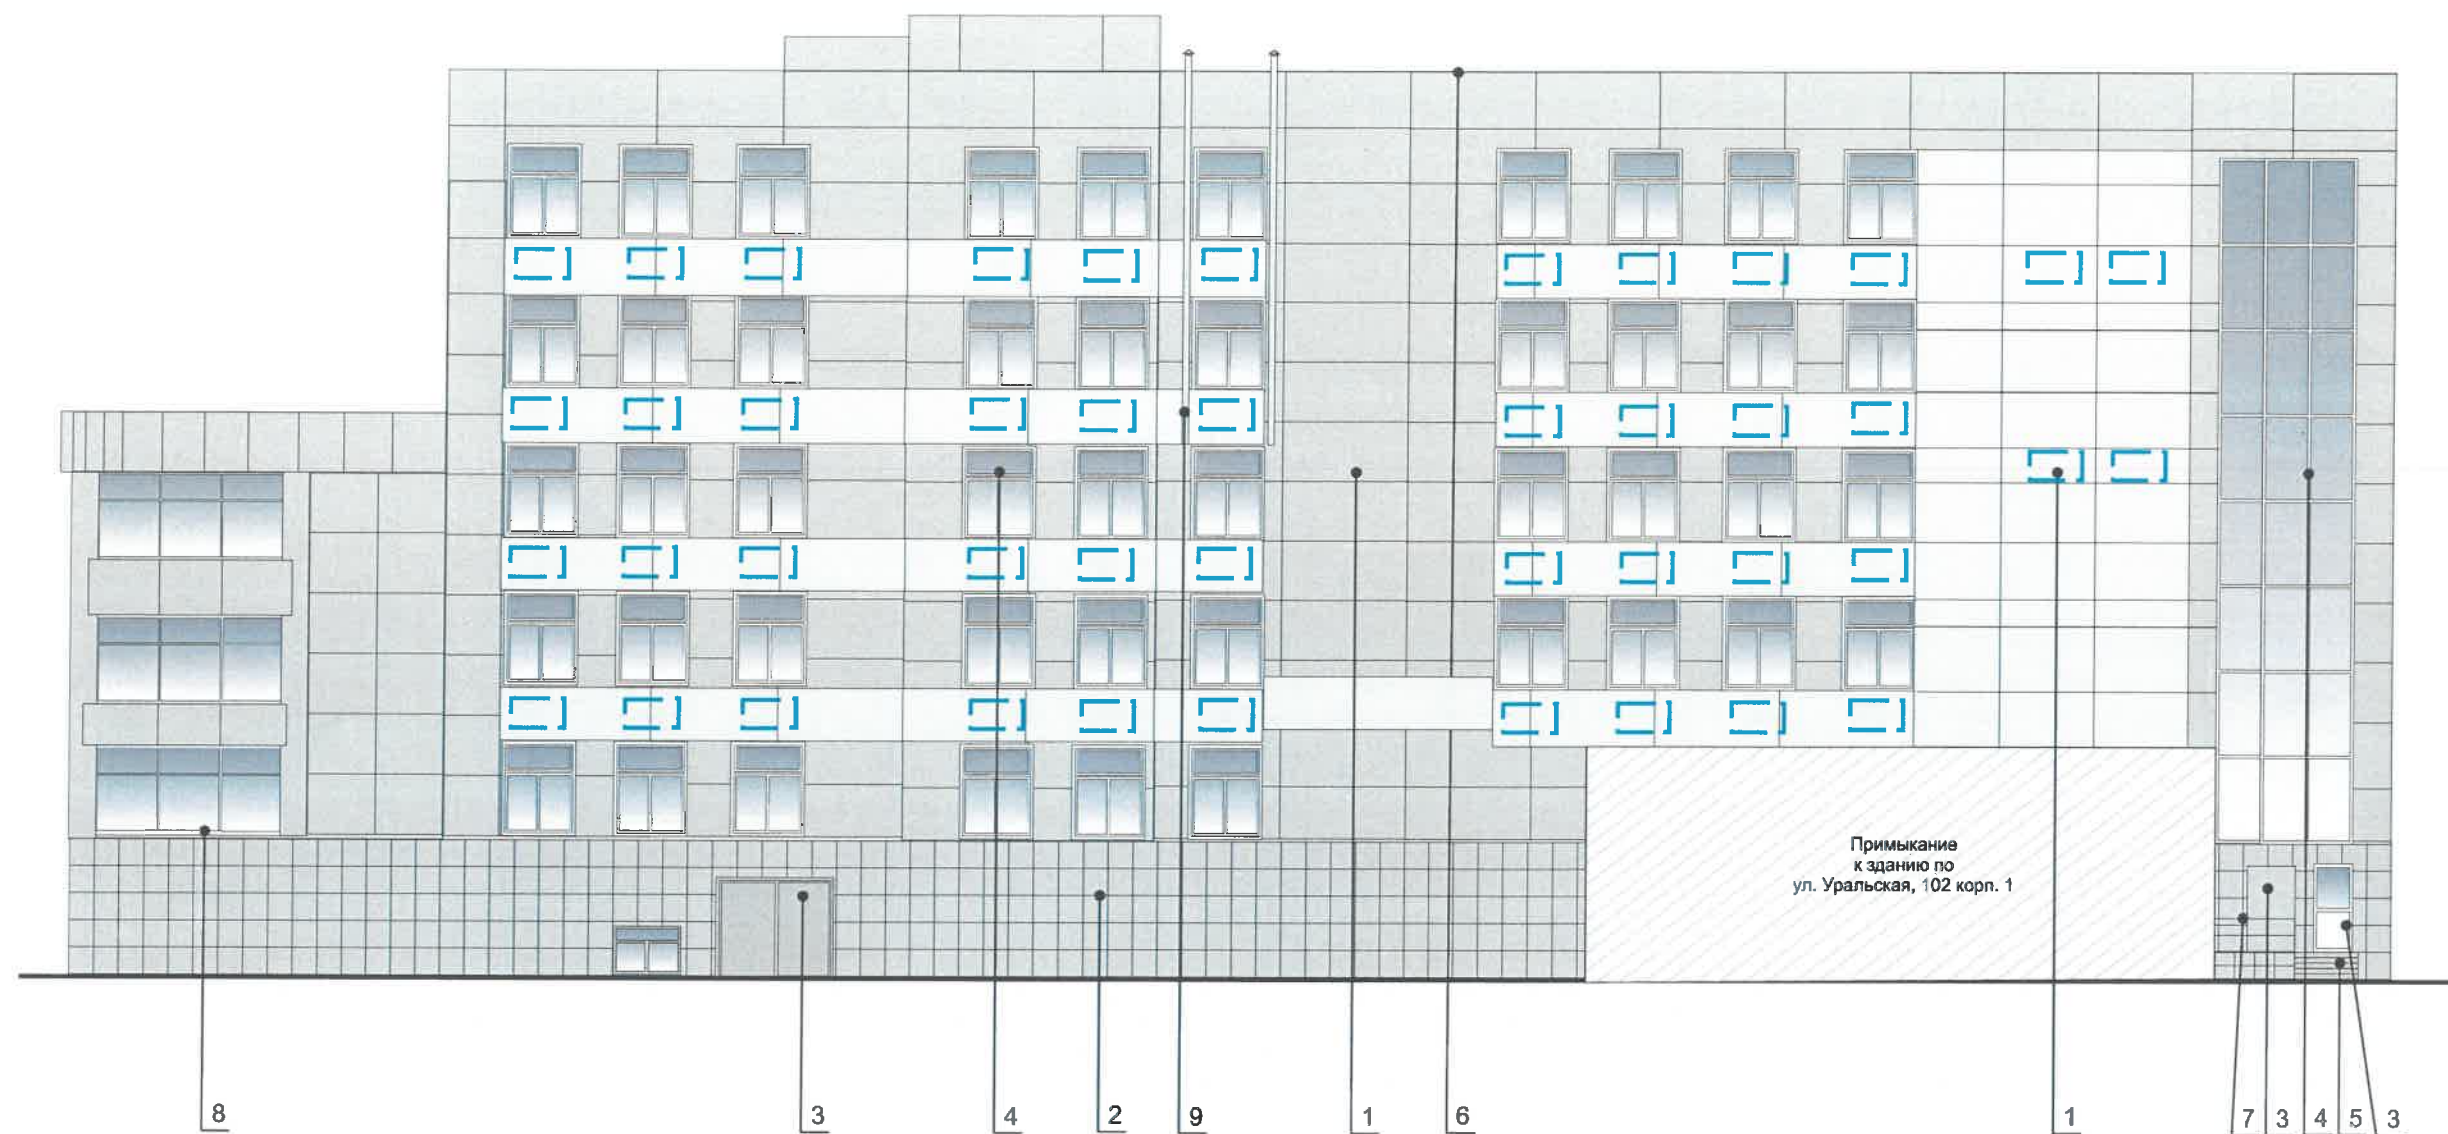 Примыкание
к зданию по
ул. Уральская, 102 корп. 1
8 3 4 2 9 1 6 1 7 3 4 5 3